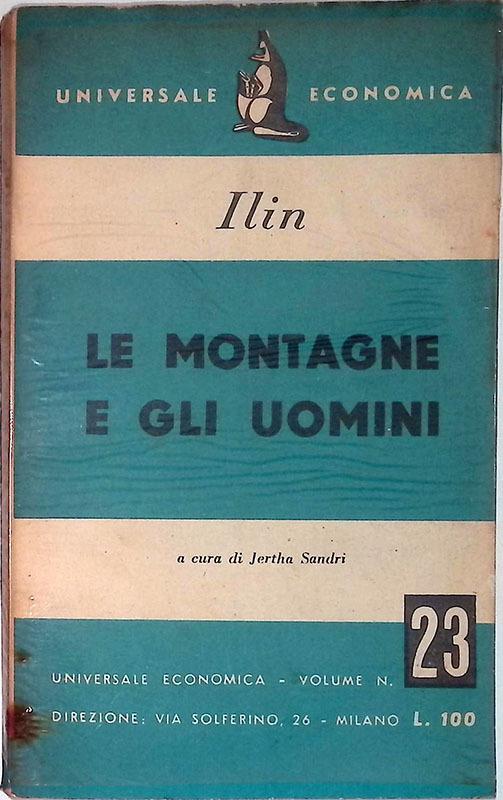 UNIVERSALE ECONOMICA
Ilin
LE MONTAGNE
E GLI UOMINI
a cura di Jertha Sandri
UNIVERSALE ECONOMICA - VOLUME N. 23
DIREZIONE: VIA SOLFERINO, 26 - MILANO L. 100